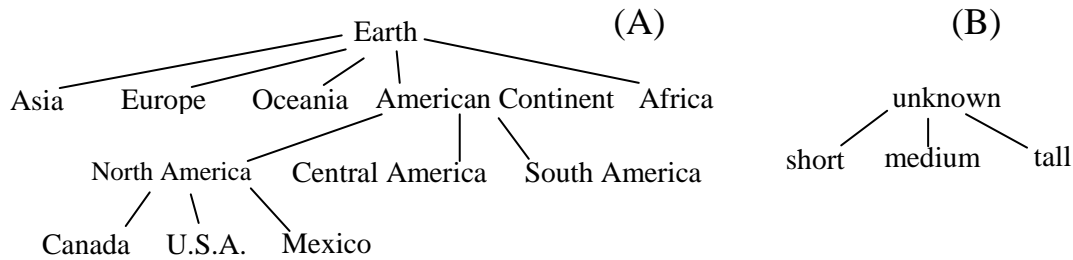 Earth (A) (B)
Asia Europe Oceania American Continent Africa unknown
short medium tall
North America Central America South America
Canada U.S.A. Mexico